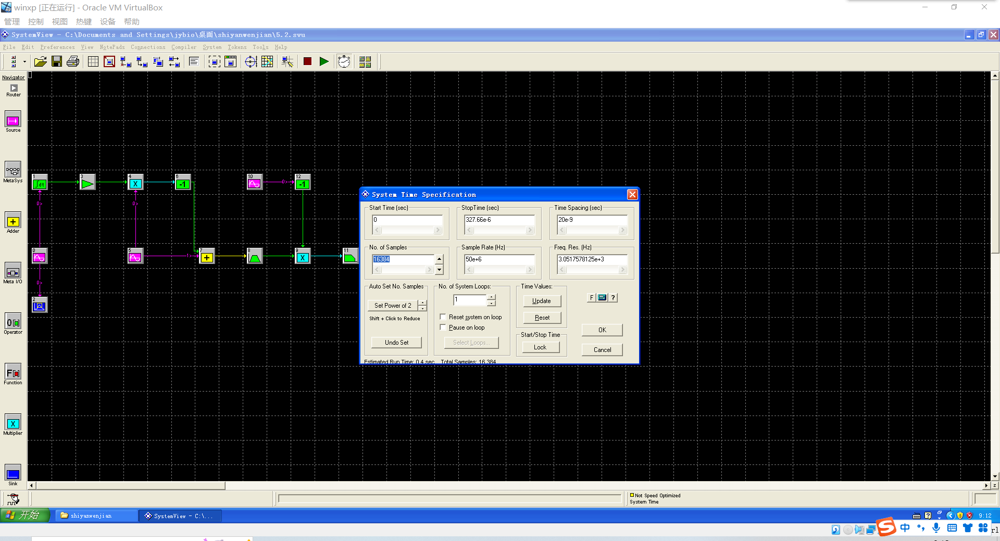 winxp [正在运行] - Oracle VM VirtualBox
管理 控制 视图 热键 设备 帮助
SystemView - C:\Documents and Settings\jybio\桌面\shiyanwenjian\5.2.svu
File Edit Preferences View NotePads Connections Compiler System Tokens Tools Help
Navigator
Router
Source
MetaSys
Adder
Meta I/O
Operator
Function
Multiplier
Sink
1
∫dt
3
4
X
6
-1
10
0>
12
-1
0>
0>
0
5
1>
7
+
8
9
X
11
0>
2
System Time Specification
Start Time (sec)
0
StopTime (sec)
327.66e-6
Time Spacing (sec)
20e-9
No. of Samples
16384
Sample Rate (Hz)
50e+6
Freq. Res. (Hz)
3.0517578125e+3
Auto Set No. Samples
Set Power of 2
Shift + Click to Reduce
Undo Set
No. of System Loops:
1
Reset system on loop
Pause on loop
Select Loops...
Time Values:
Update
Reset
Start/Stop Time
Lock
F ?
OK
Cancel
Estimated Run Time: 0.4 sec Total Samples: 16,384
Not Speed Optimized
System Time
z
开始
shiyanwenjian
SystemView - C:\...
9:12
中